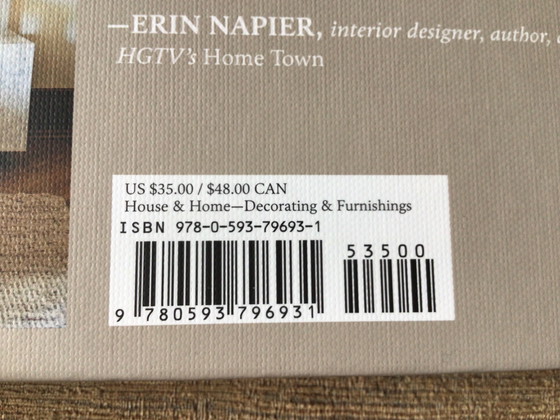 —ERIN NAPIER, interior designer, author,
HGTV’s Home Town
US $35.00 / $48.00 CAN
House & Home—Decorating & Furnishings
ISBN 978-0-593-79693-1
53500
9 780593 796931